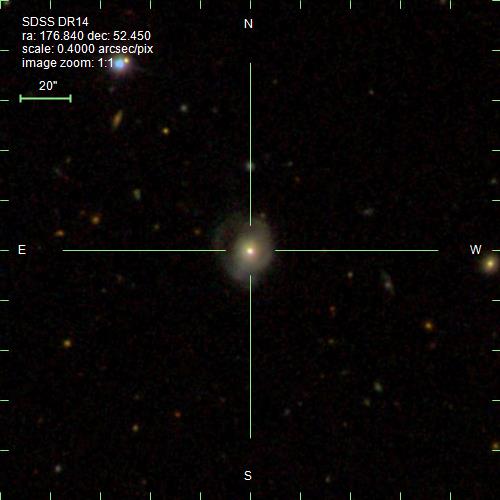 SDSS DR14
ra: 176.840 dec: 52.450
scale: 0.4000 arcsec/pix
image zoom: 1:1
20"
N
E
W
S